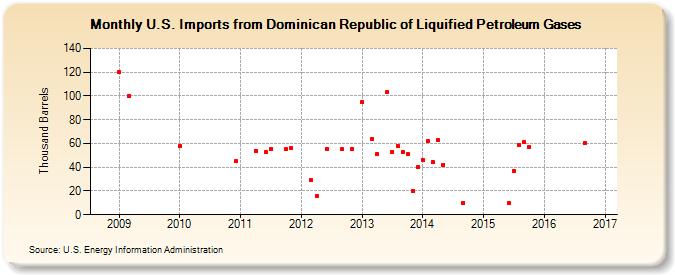 Monthly U.S. Imports from Dominican Republic of Liquified Petroleum Gases
Thousand Barrels
140
120
100
80
60
40
20
0
2009 2010 2011 2012 2013 2014 2015 2016 2017
Source: U.S. Energy Information Administration